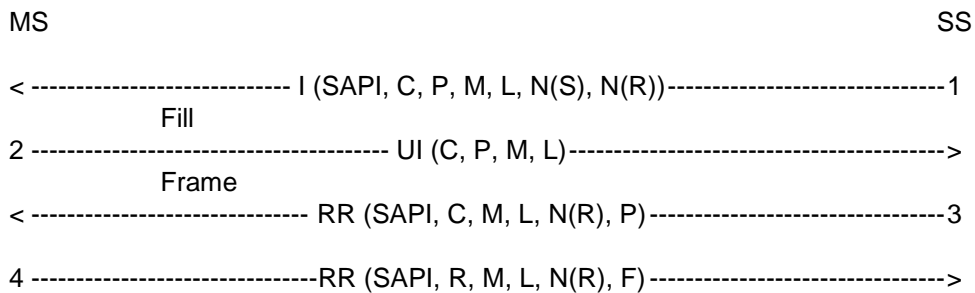 MS SS
< ----------------------------- I (SAPI, C, P, M, L, N(S), N(R))-------------------------------1
Fill
2 ---------------------------------------- UI (C, P, M, L)------------------------------------------>
Frame
< ------------------------------- RR (SAPI, C, M, L, N(R), P)---------------------------------3
4 --------------------------------RR (SAPI, R, M, L, N(R), F)--------------------------------->